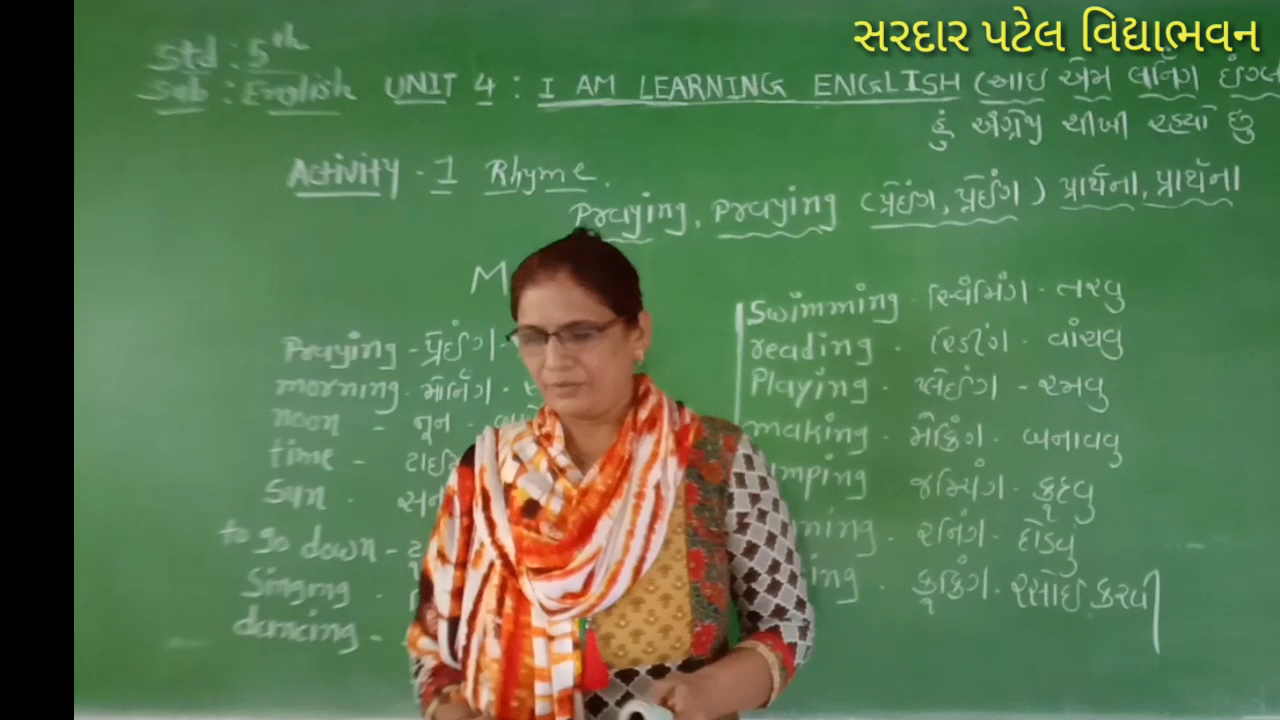 સરદાર પટેલ વિદ્યાભવન
Std : 5th
Sub : English UNIT 4 : I AM LEARNING ENGLISH (આઇ એમ લર્નિંગ
હું અંગ્રેજી શીખી રહ્યો છુ
Activity - 1 Rhyme.
Praying, Praying (પ્રેઇંગ, પ્રેઇંગ) પ્રાર્થના, પ્રાર્થના
M
Praying - પ્રેઇંગ -
morning - મોર્નિંગ -
noon - નૂન -
time -
Sun -
to go down -
Singing -
dancing -
Swimming - સ્વિમિંગ - તરવુ
reading - રિડીંગ - વાંચવુ
Playing - પ્લેઇંગ - રમવુ
making - મેકિંગ - બનાવવુ
જમ્પિંગ - કૂદવુ
રનિંગ - દોડવું
કૂકિંગ - રસોઇ કરવી